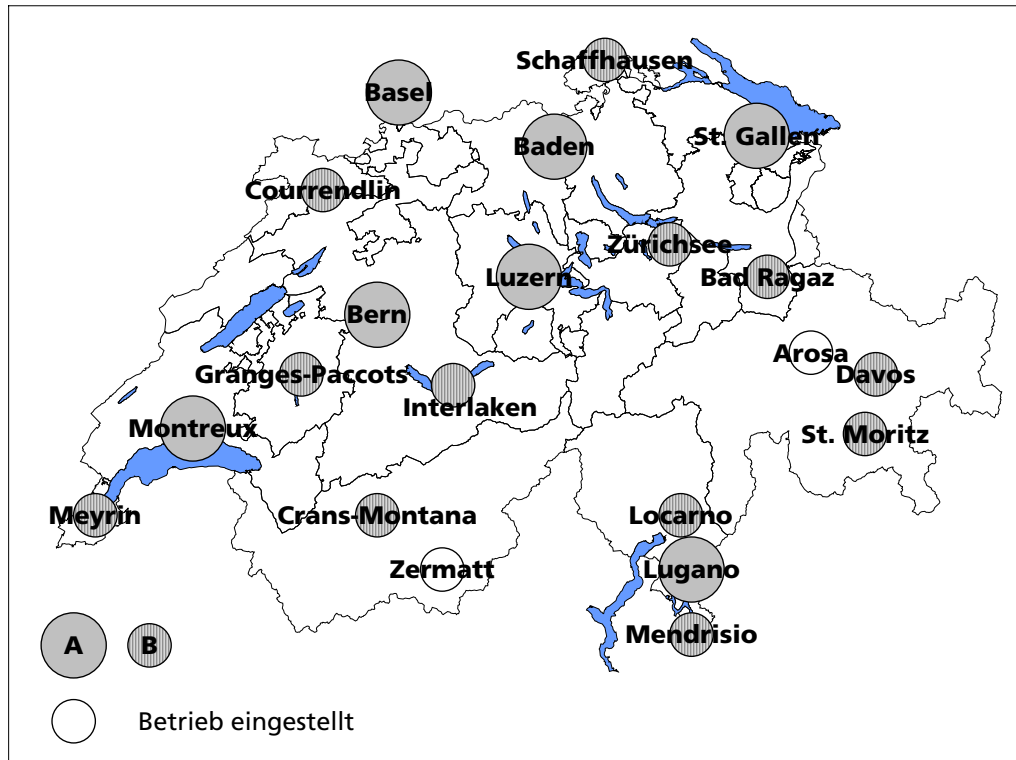 Schaffhausen
Basel
St. Gallen
Baden
Courrendlin
Zürichsee
Luzern
Bad Ragaz
Bern
Arosa
Granges-Paccots
Davos
Interlaken
Montreux
St. Moritz
Meyrin
Crans-Montana
Locarno
Zermatt
Lugano
Mendrisio
A
B
Betrieb eingestellt